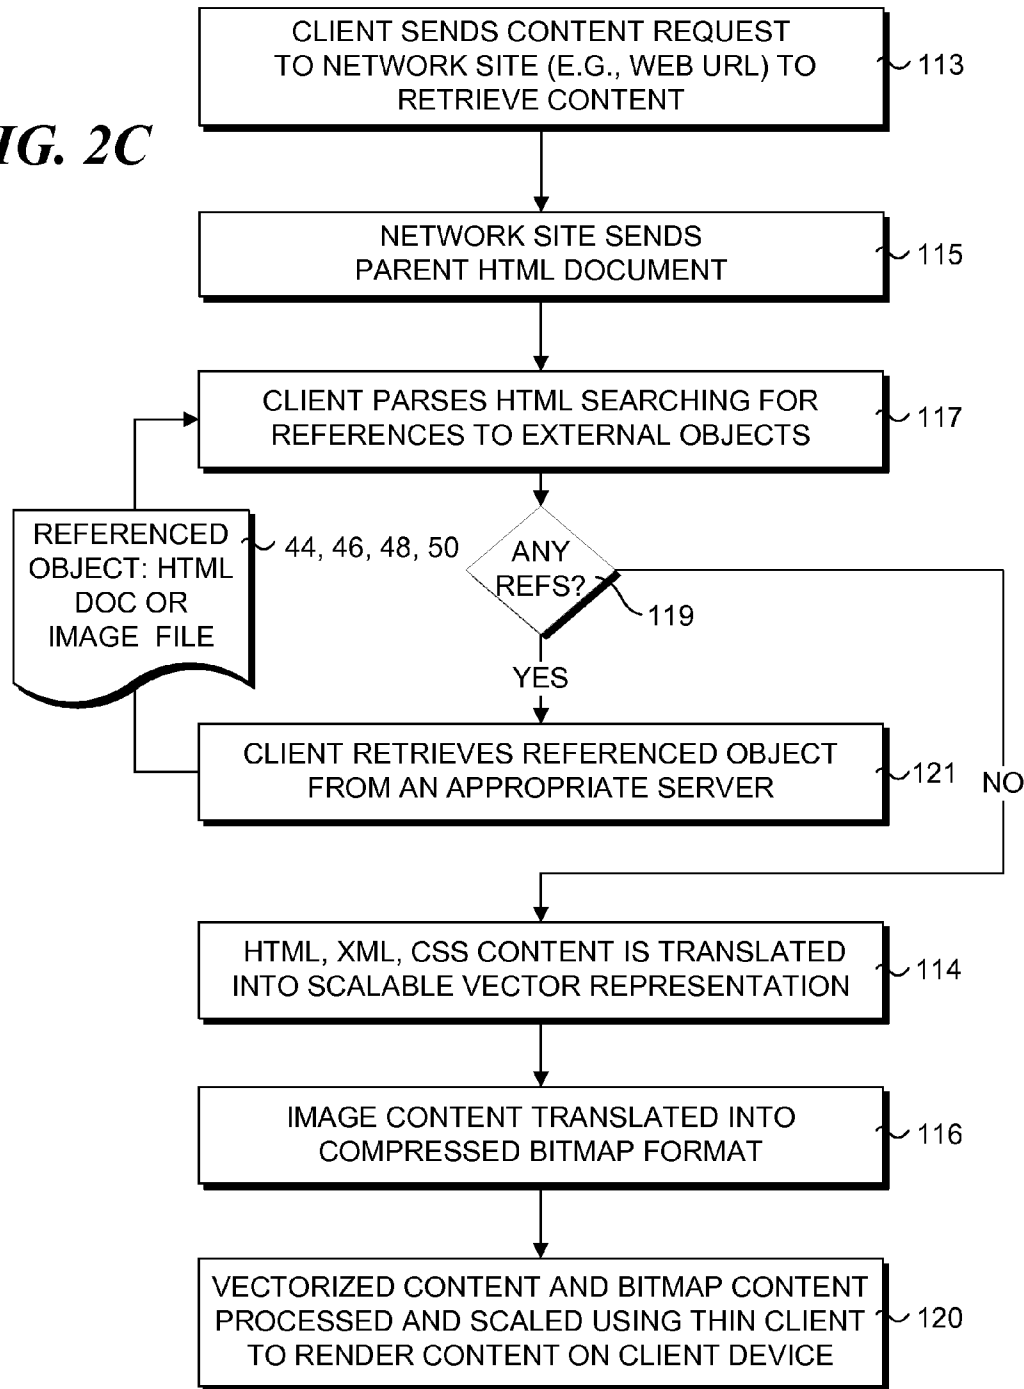 CLIENT SENDS CONTENT REQUEST
TO NETWORK SITE (E.G., WEB URL) TO
RETRIEVE CONTENT
113
IG. 2C
NETWORK SITE SENDS
PARENT HTML DOCUMENT
115
CLIENT PARSES HTML SEARCHING FOR
REFERENCES TO EXTERNAL OBJECTS
117
REFERENCED
OBJECT: HTML
DOC OR
IMAGE FILE
44, 46, 48, 50
ANY
REFS?
119
YES
CLIENT RETRIEVES REFERENCED OBJECT
FROM AN APPROPRIATE SERVER
121
NO
HTML, XML, CSS CONTENT IS TRANSLATED
INTO SCALABLE VECTOR REPRESENTATION
114
IMAGE CONTENT TRANSLATED INTO
COMPRESSED BITMAP FORMAT
116
VECTORIZED CONTENT AND BITMAP CONTENT
PROCESSED AND SCALED USING THIN CLIENT
TO RENDER CONTENT ON CLIENT DEVICE
120